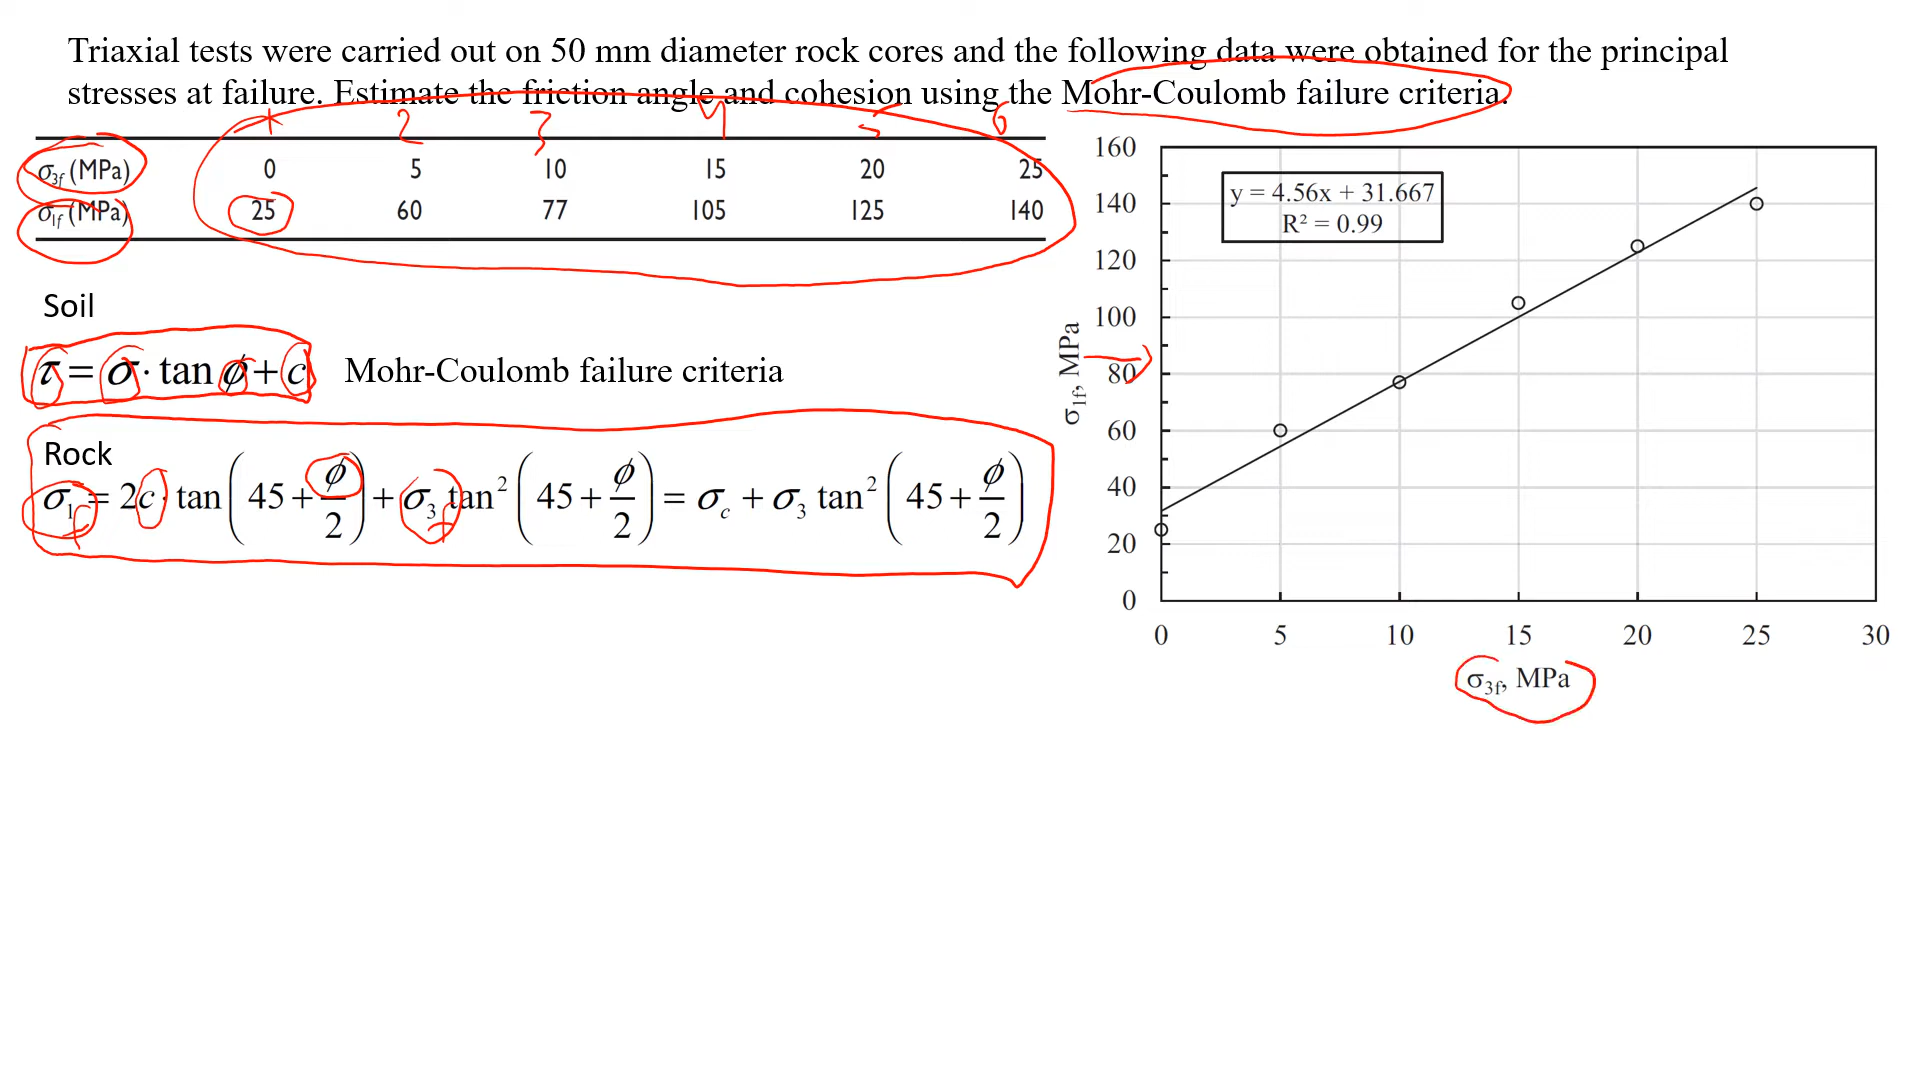 Triaxial tests were carried out on 50 mm diameter rock cores and the following data were obtained for the principal
stresses at failure. Estimate the friction angle and cohesion using the Mohr-Coulomb failure criteria.
1 2 3 4 5 6
σ3f (MPa) 0 5 10 15 20 25
σ1f (MPa) 25 60 77 105 125 140
Soil
τ = σ · tan ϕ + c Mohr-Coulomb failure criteria
Rock
σ1f = 2c · tan(45 + ϕ/2) + σ3f tan²(45 + ϕ/2) = σc + σ3 tan²(45 + ϕ/2)
y = 4.56x + 31.667
R² = 0.99
σ1f, MPa
160
140
120
100
80
60
40
20
0
0 5 10 15 20 25 30
σ3f, MPa